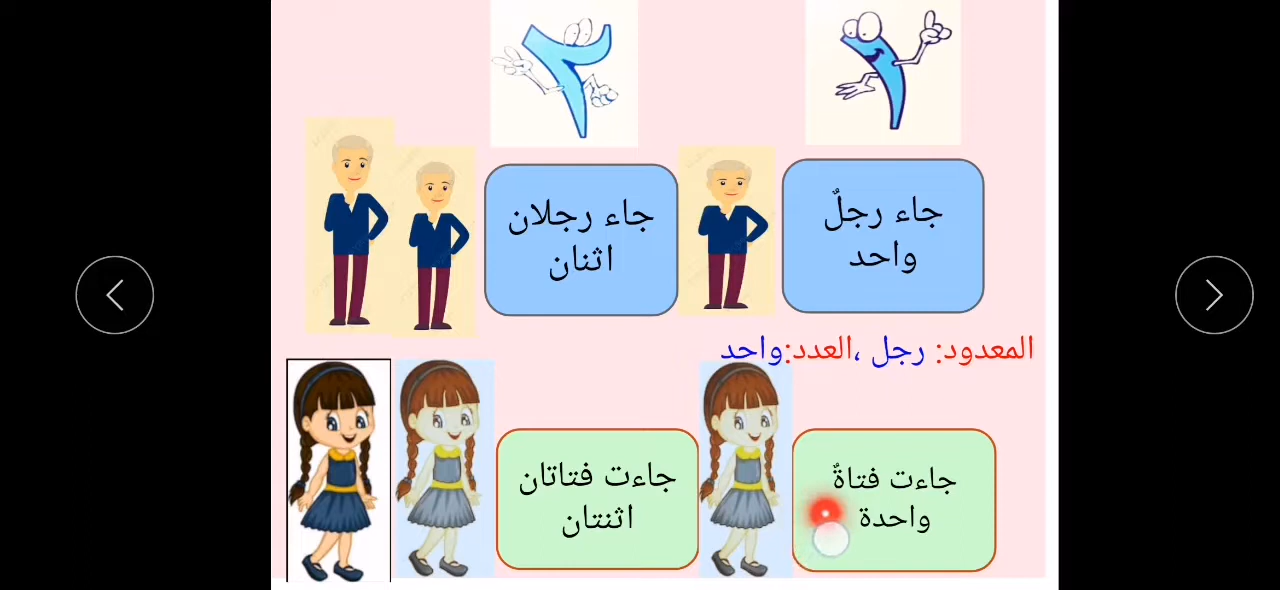 جاء رجلٌ
واحد
جاء رجلان
اثنان
المعدود: رجل ،العدد:واحد
جاءت فتاةٌ
واحدة
جاءت فتاتان
اثنتان